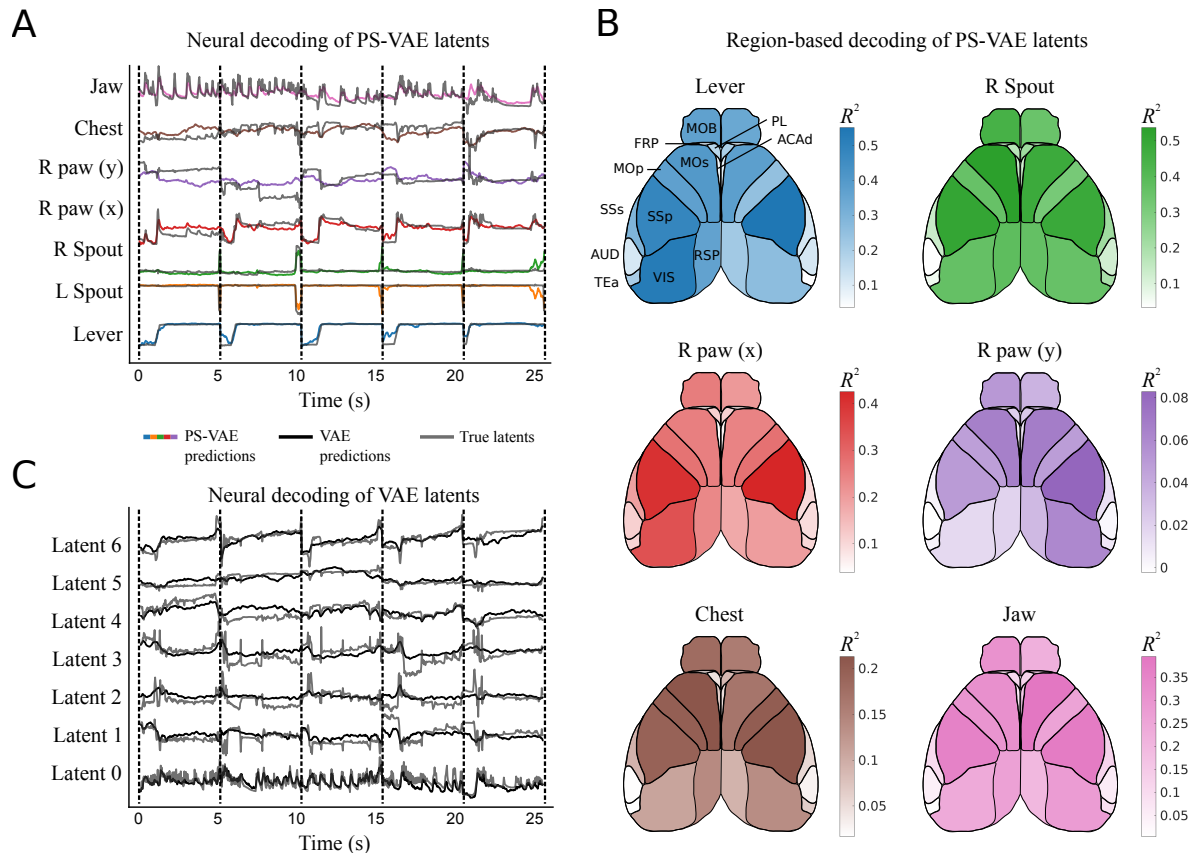 A
Neural decoding of PS-VAE latents
Jaw
Chest
R paw (y)
R paw (x)
R Spout
L Spout
Lever
0 5 10 15 20 25
Time (s)
PS-VAE predictions
VAE predictions
True latents
C
Neural decoding of VAE latents
Latent 6
Latent 5
Latent 4
Latent 3
Latent 2
Latent 1
Latent 0
0 5 10 15 20 25
Time (s)
B
Region-based decoding of PS-VAE latents
Lever
R²
0.5
0.4
0.3
0.2
0.1
MOB
PL
FRP
ACAd
MOs
MOp
SSs
SSp
AUD
RSP
VIS
TEa
R Spout
R²
0.5
0.4
0.3
0.2
0.1
R paw (x)
R²
0.4
0.3
0.2
0.1
R paw (y)
R²
0.08
0.06
0.04
0.02
0
Chest
R²
0.2
0.15
0.1
0.05
Jaw
R²
0.35
0.3
0.25
0.2
0.15
0.1
0.05